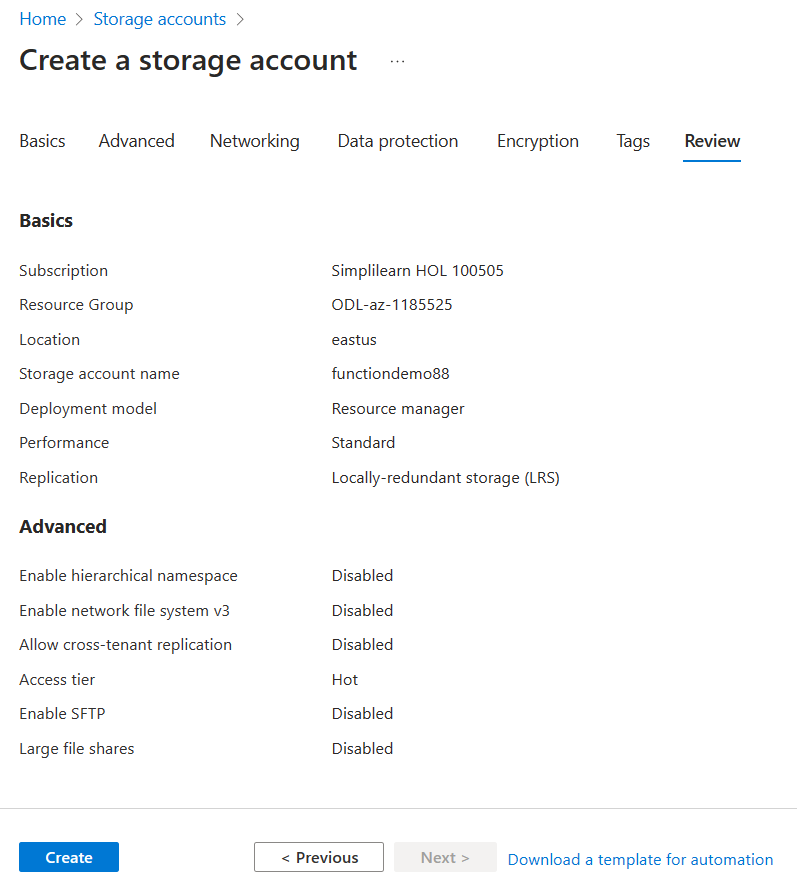 Home > Storage accounts >
Create a storage account ...
Basics Advanced Networking Data protection Encryption Tags Review
Basics
Subscription Simplilearn HOL 100505
Resource Group ODL-az-1185525
Location eastus
Storage account name functiondemo88
Deployment model Resource manager
Performance Standard
Replication Locally-redundant storage (LRS)
Advanced
Enable hierarchical namespace Disabled
Enable network file system v3 Disabled
Allow cross-tenant replication Disabled
Access tier Hot
Enable SFTP Disabled
Large file shares Disabled
Create < Previous Next > Download a template for automation